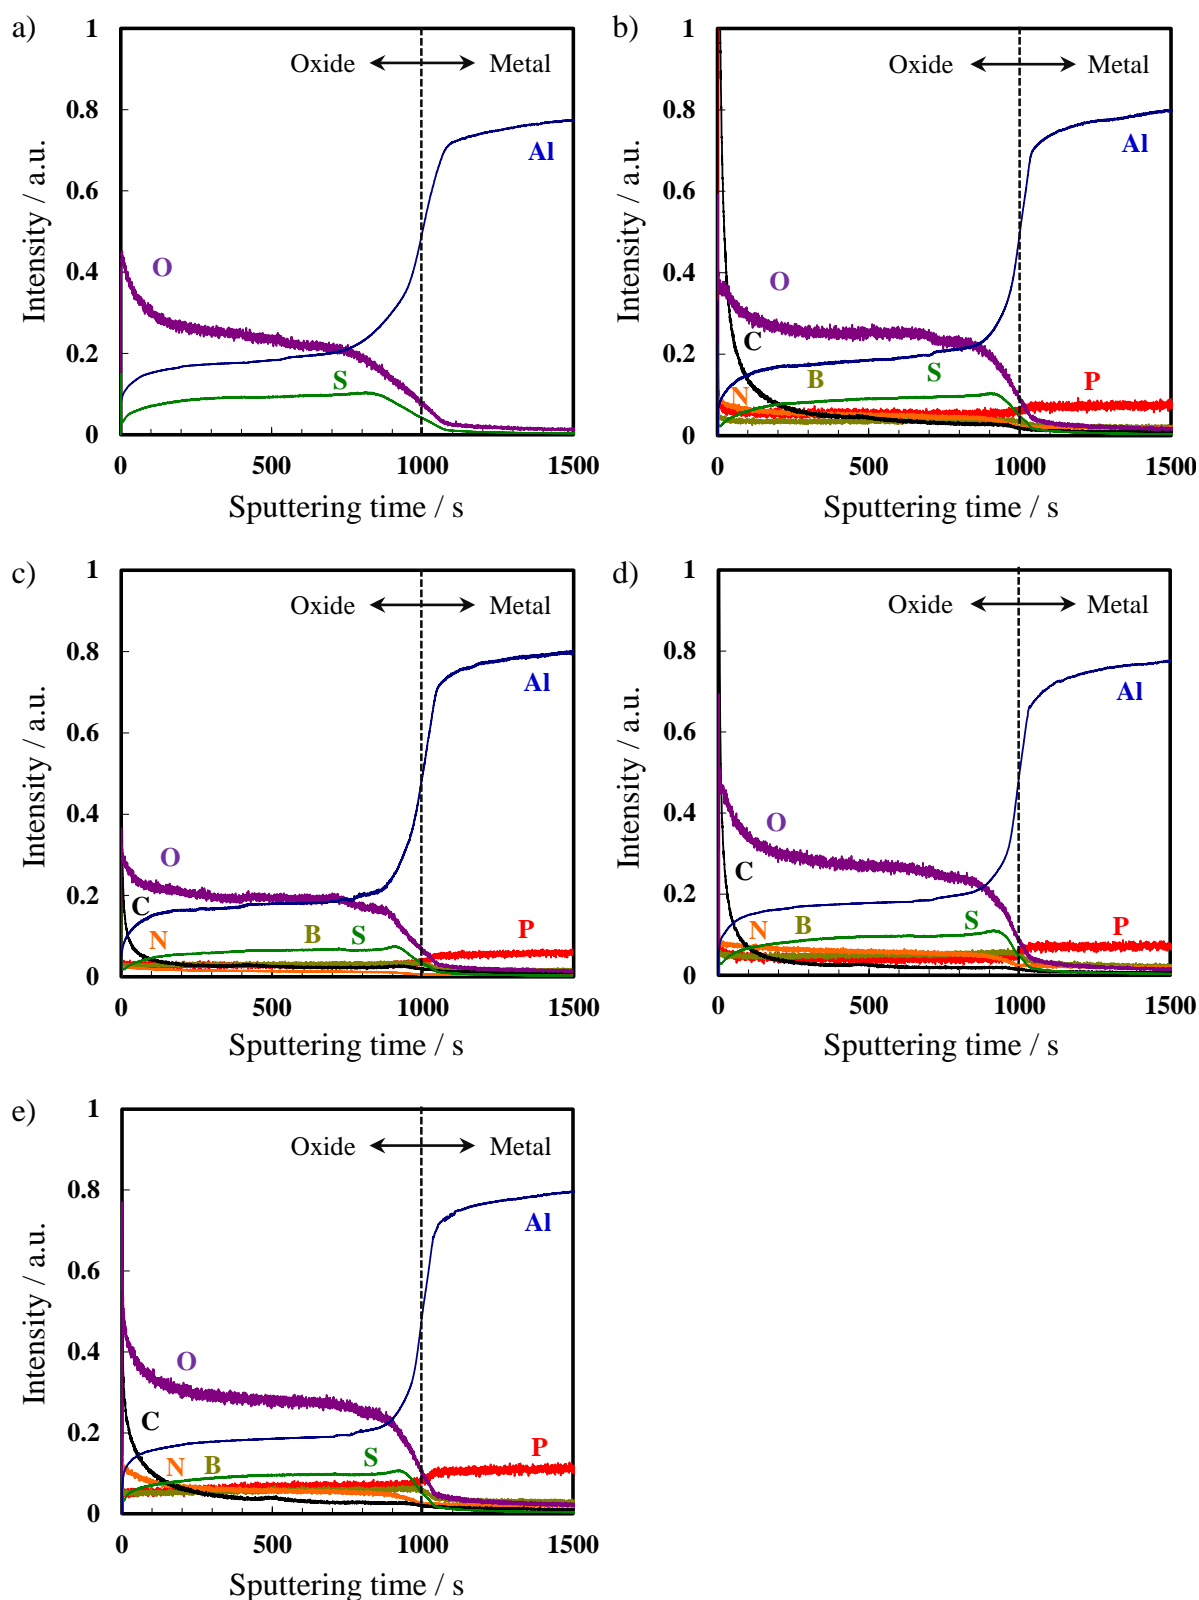 a)
1
0.8
0.6
0.4
0.2
0
Intensity / a.u.
Oxide Metal
Al
O
S
0 500 1000 1500
Sputtering time / s
b)
1
0.8
0.6
0.4
0.2
0
Intensity / a.u.
Oxide Metal
Al
O
C
N B S P
0 500 1000 1500
Sputtering time / s
c)
1
0.8
0.6
0.4
0.2
0
Intensity / a.u.
Oxide Metal
Al
O
C
N B S P
0 500 1000 1500
Sputtering time / s
d)
1
0.8
0.6
0.4
0.2
0
Intensity / a.u.
Oxide Metal
Al
O
C
N B S P
0 500 1000 1500
Sputtering time / s
e)
1
0.8
0.6
0.4
0.2
0
Intensity / a.u.
Oxide Metal
Al
O
C
N B S P
0 500 1000 1500
Sputtering time / s